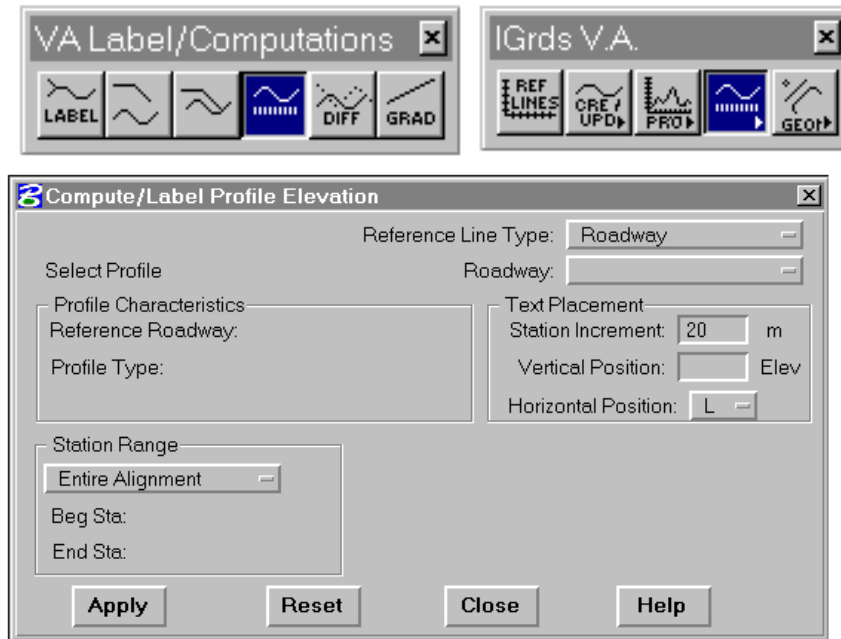 VA Label/Computations
LABEL DIFF GRAD
IGrds V.A.
REF LINES CRE/ UPD PRO GEOM
Compute/Label Profile Elevation
Reference Line Type: Roadway
Select Profile Roadway:
Profile Characteristics
Reference Roadway:
Profile Type:
Text Placement
Station Increment: 20 m
Vertical Position: Elev
Horizontal Position: L
Station Range
Entire Alignment
Beg Sta:
End Sta:
Apply Reset Close Help